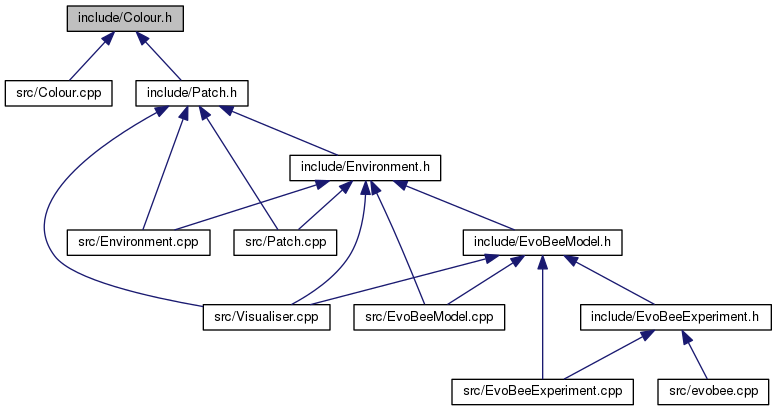 include/Colour.h
src/Colour.cpp
include/Patch.h
include/Environment.h
src/Environment.cpp
src/Patch.cpp
include/EvoBeeModel.h
src/Visualiser.cpp
src/EvoBeeModel.cpp
include/EvoBeeExperiment.h
src/EvoBeeExperiment.cpp
src/evobee.cpp